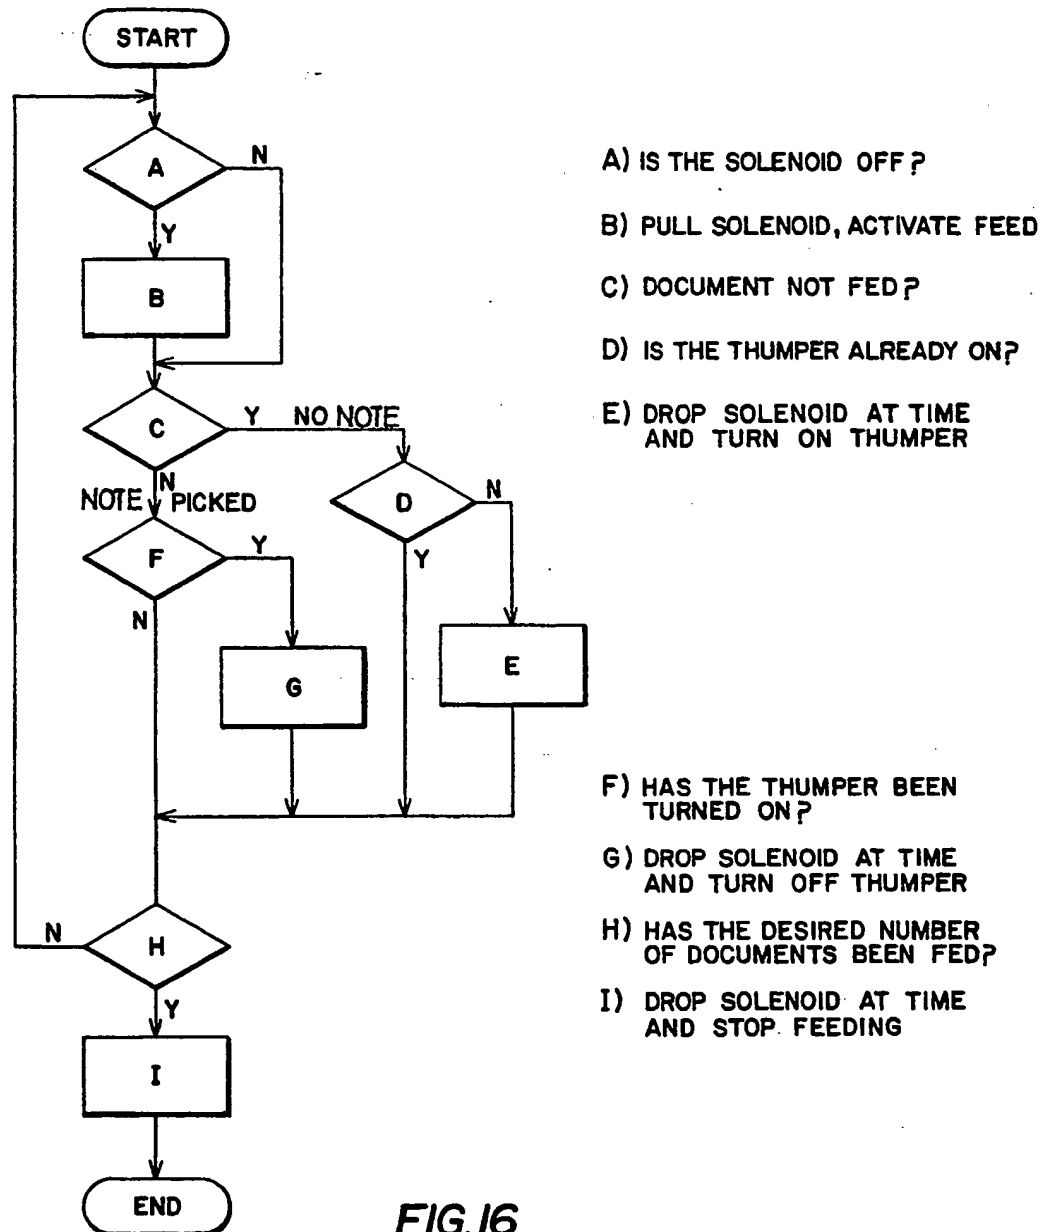 START
A
N
Y
B
C
Y NO NOTE
N
NOTE PICKED
D
N
Y
F
Y
N
G
E
H
N
Y
I
END
A) IS THE SOLENOID OFF?
B) PULL SOLENOID, ACTIVATE FEED
C) DOCUMENT NOT FED?
D) IS THE THUMPER ALREADY ON?
E) DROP SOLENOID AT TIME
AND TURN ON THUMPER
F) HAS THE THUMPER BEEN
TURNED ON?
G) DROP SOLENOID AT TIME
AND TURN OFF THUMPER
H) HAS THE DESIRED NUMBER
OF DOCUMENTS BEEN FED?
I) DROP SOLENOID AT TIME
AND STOP FEEDING
FIG. 16